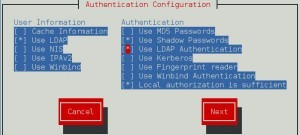 Authentication Configuration
User Information
[ ] Cache Information
[*] Use LDAP
[ ] Use NIS
[ ] Use IPAv2
[ ] Use Winbind
Authentication
[ ] Use MD5 Passwords
[*] Use Shadow Passwords
[*] Use LDAP Authentication
[ ] Use Kerberos
[ ] Use Fingerprint reader
[ ] Use Winbind Authentication
[*] Local authorization is sufficient
Cancel
Next